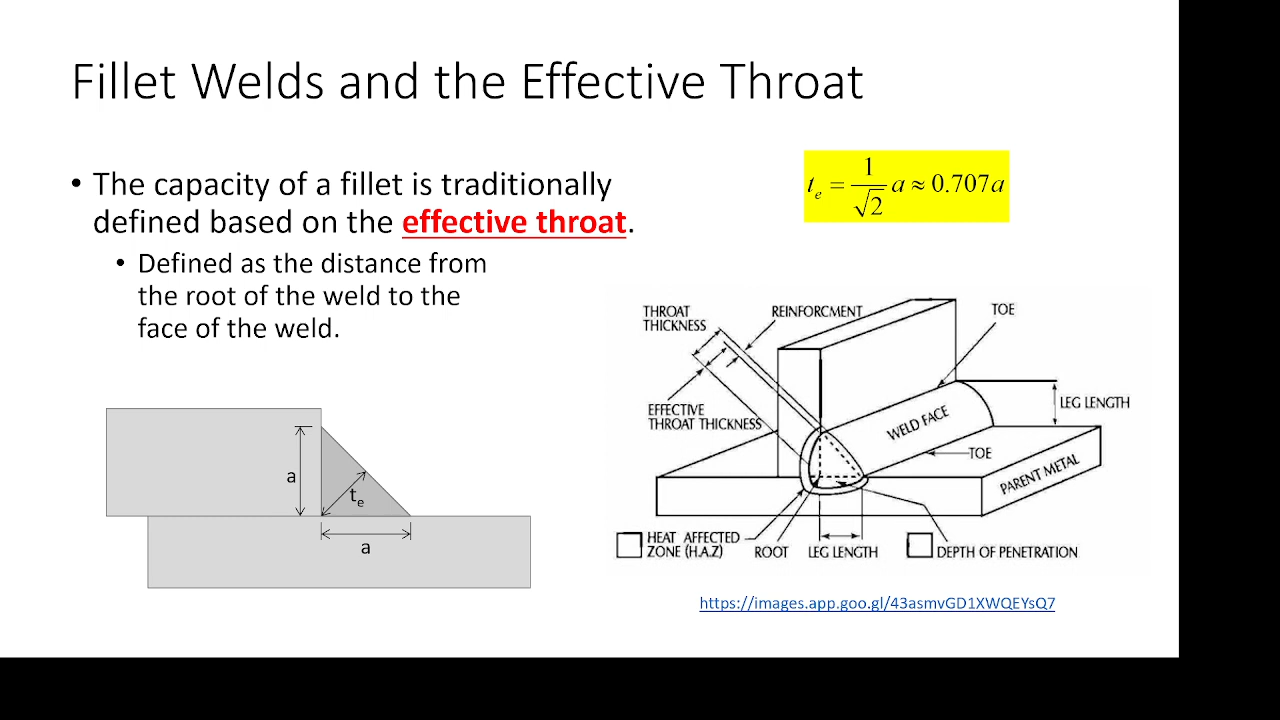 Fillet Welds and the Effective Throat
• The capacity of a fillet is traditionally
defined based on the effective throat.
• Defined as the distance from
the root of the weld to the
face of the weld.
t_e = 1/√2 a ≈ 0.707a
a
t_e
a
THROAT
THICKNESS
REINFORCMENT
TOE
EFFECTIVE
THROAT THICKNESS
WELD FACE
LEG LENGTH
TOE
PARENT METAL
HEAT AFFECTED
ZONE (H.A.Z)
ROOT
LEG LENGTH
DEPTH OF PENETRATION
https://images.app.goo.gl/43asmvGD1XWQEYsQ7